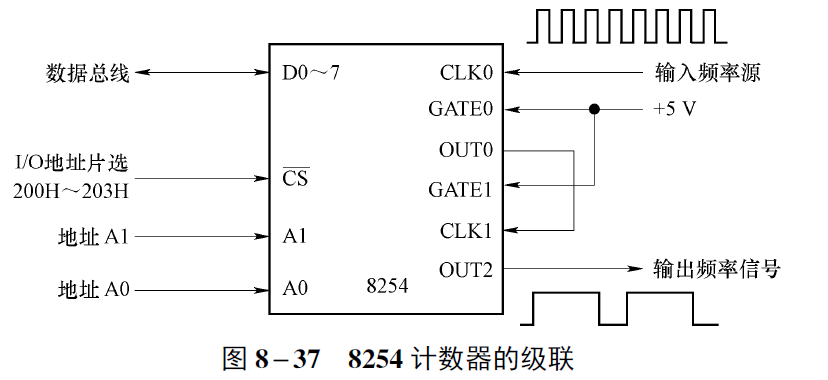 数据总线
D0～7
CLK0
输入频率源
GATE0
+5 V
I/O地址片选
200H～203H
CS
OUT0
GATE1
地址 A1
A1
CLK1
地址 A0
A0
8254
OUT2
输出频率信号
图 8－37 8254 计数器的级联